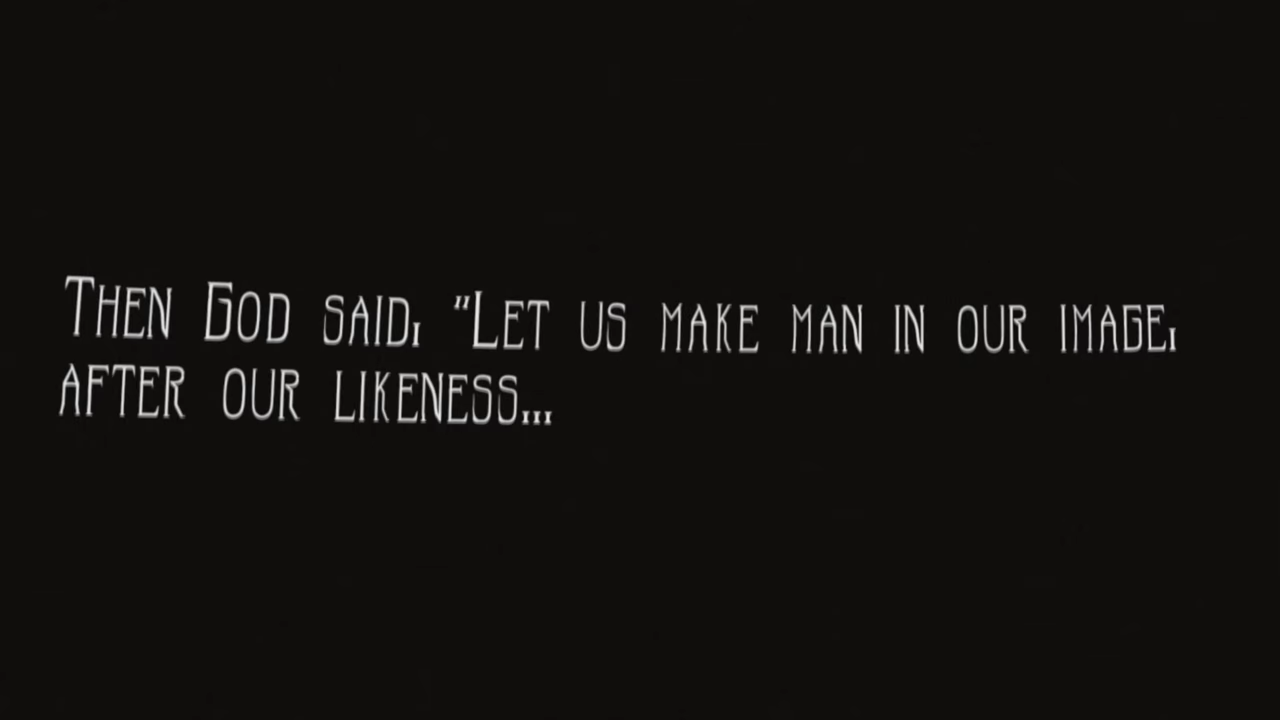 Then God said, "Let us make man in our image,
after our likeness...